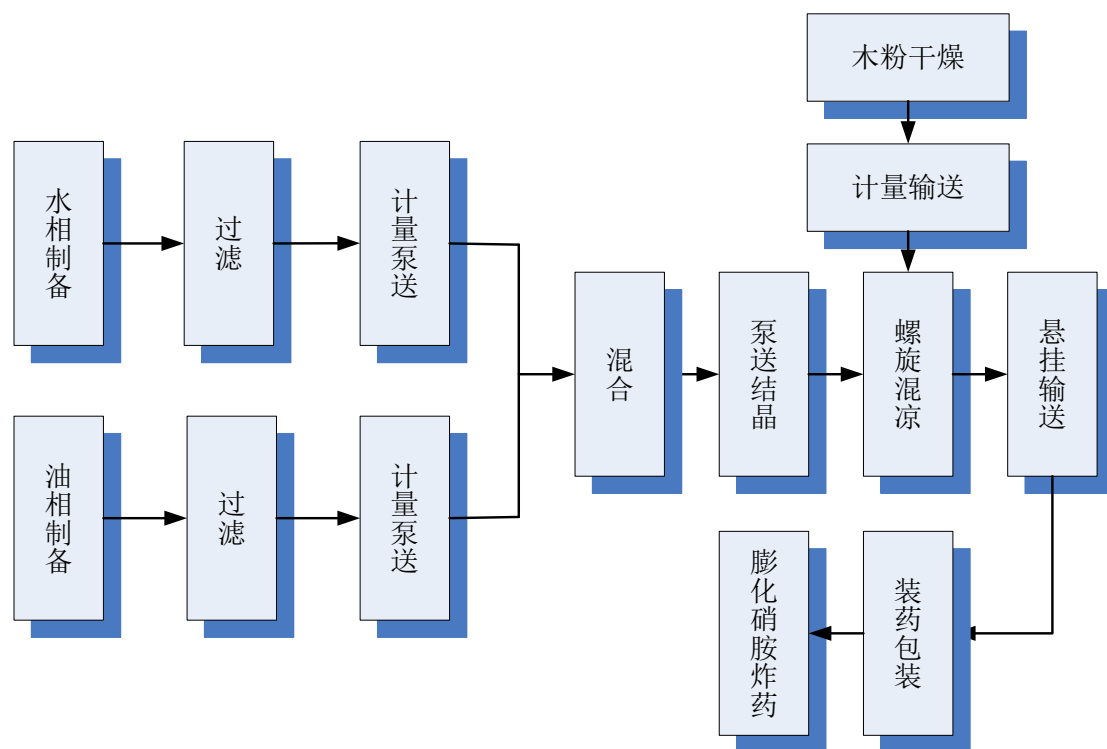 木粉干燥
计量输送
水相制备
过滤
计量泵送
油相制备
过滤
计量泵送
混合
泵送结晶
螺旋混凉
悬挂输送
装药包装
膨化硝胺炸药